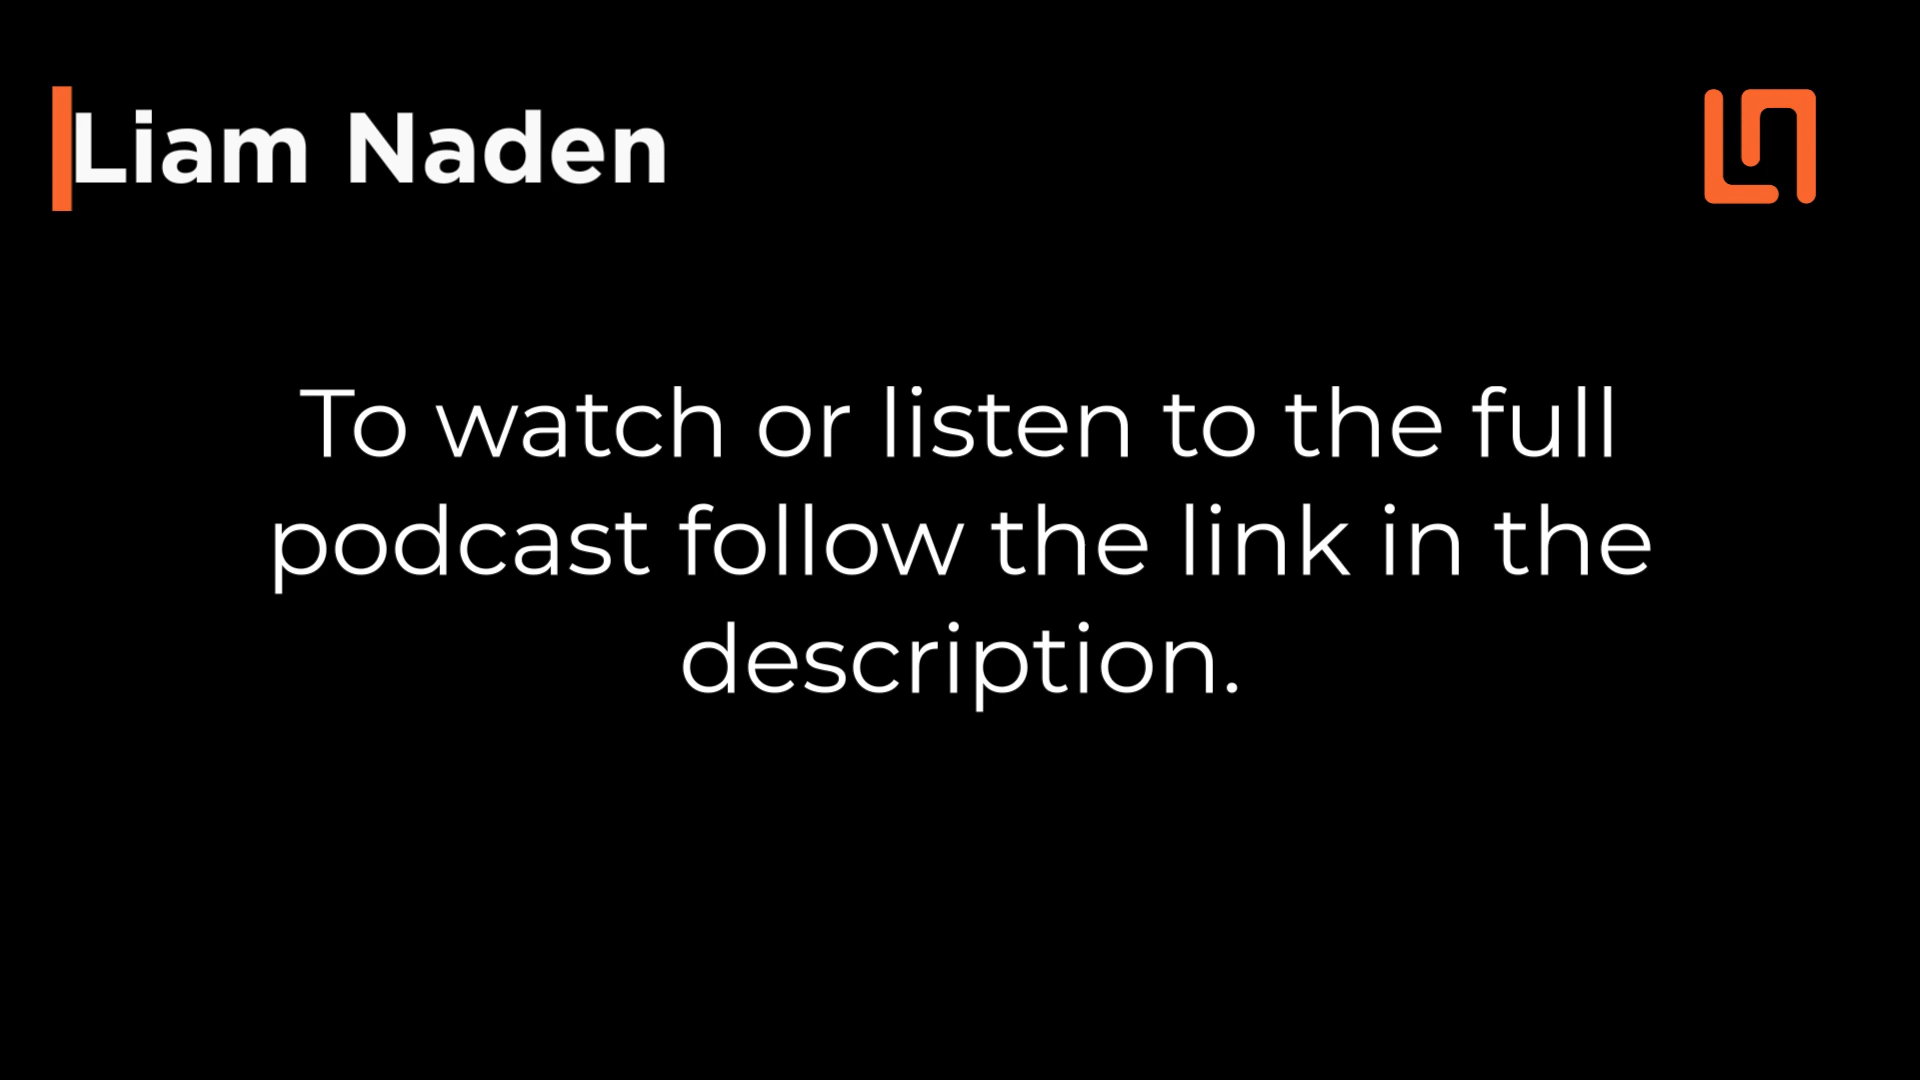 Liam Naden
To watch or listen to the full
podcast follow the link in the
description.